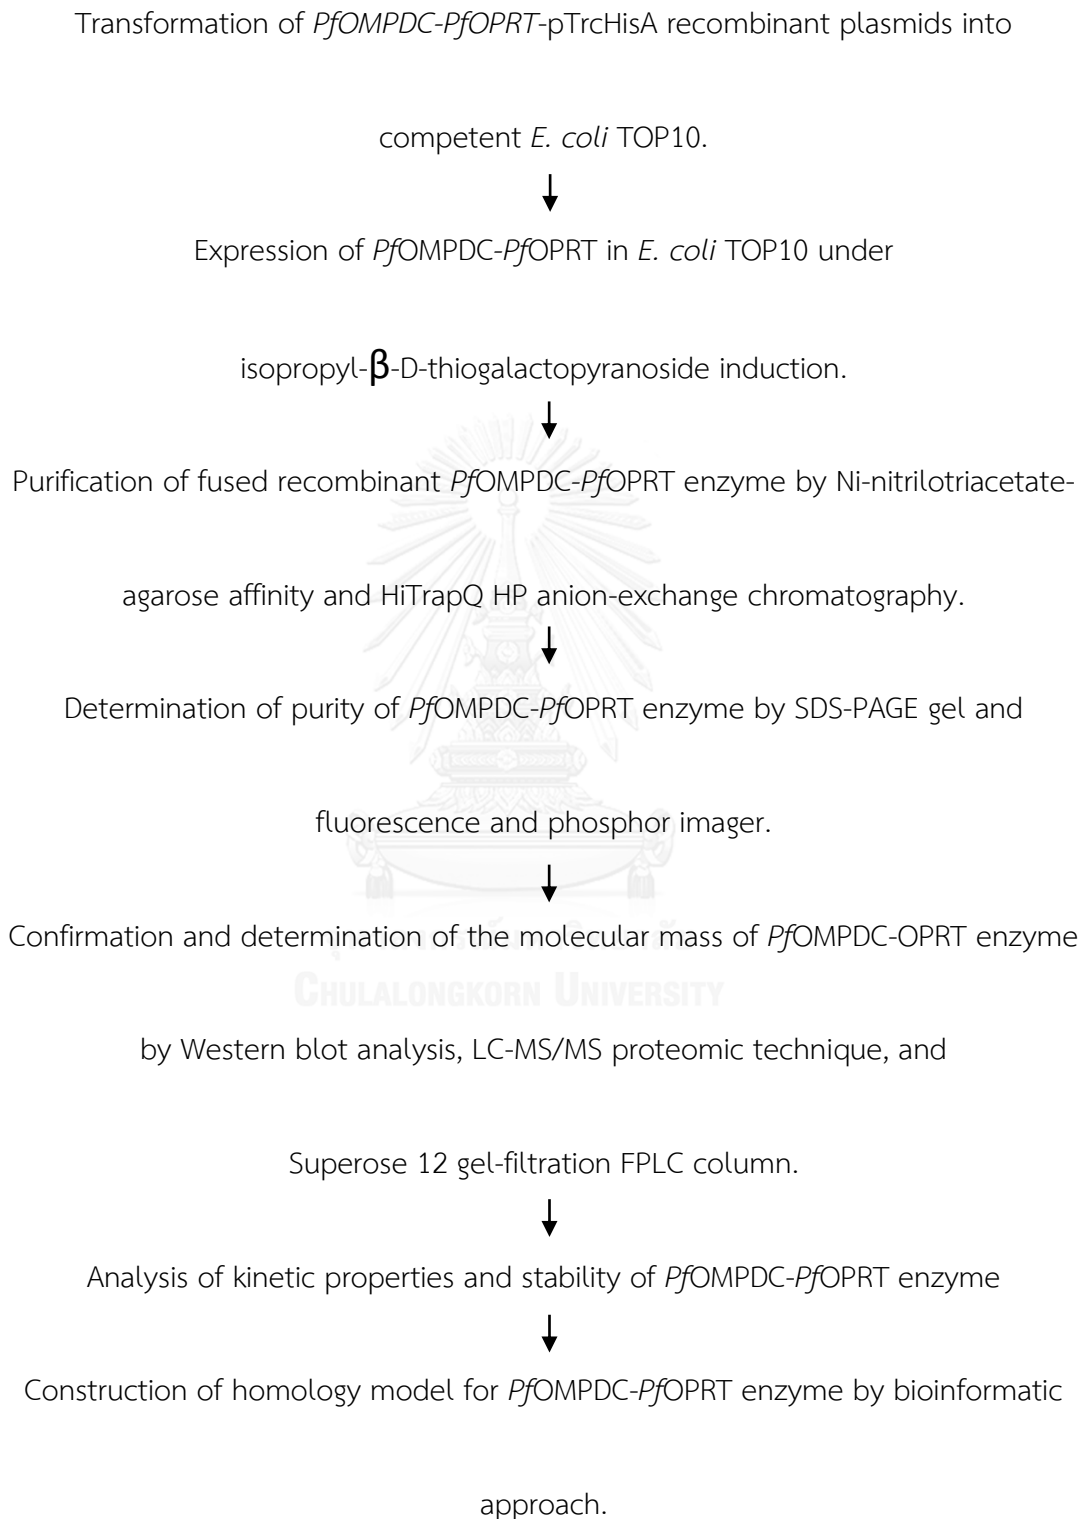 Transformation of PfOMPDC-PfOPRT-pTrcHisA recombinant plasmids into
competent E. coli TOP10.
Expression of PfOMPDC-PfOPRT in E. coli TOP10 under
isopropyl-β-D-thiogalactopyranoside induction.
Purification of fused recombinant PfOMPDC-PfOPRT enzyme by Ni-nitrilotriacetate-
agarose affinity and HiTrapQ HP anion-exchange chromatography.
Determination of purity of PfOMPDC-PfOPRT enzyme by SDS-PAGE gel and
fluorescence and phosphor imager.
Confirmation and determination of the molecular mass of PfOMPDC-OPRT enzyme
CHULALONGKORN UNIVERSITY
by Western blot analysis, LC-MS/MS proteomic technique, and
Superose 12 gel-filtration FPLC column.
Analysis of kinetic properties and stability of PfOMPDC-PfOPRT enzyme
Construction of homology model for PfOMPDC-PfOPRT enzyme by bioinformatic
approach.